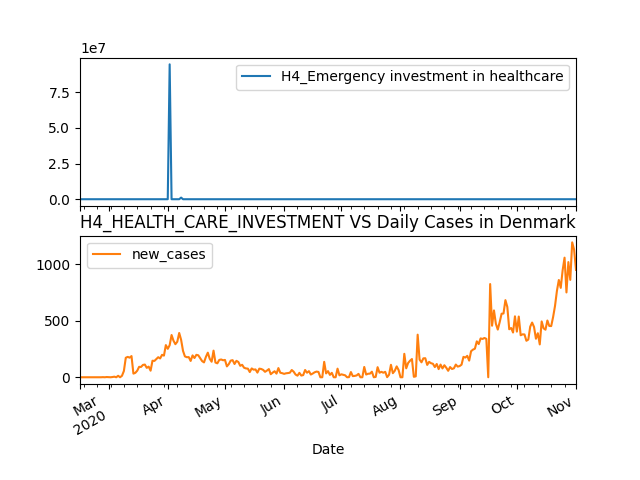 1e7
H4_Emergency investment in healthcare
7.5
5.0
2.5
0.0
H4_HEALTH_CARE_INVESTMENT VS Daily Cases in Denmark
new_cases
1000
500
0
Mar
2020
Apr
May
Jun
Jul
Aug
Sep
Oct
Nov
Date